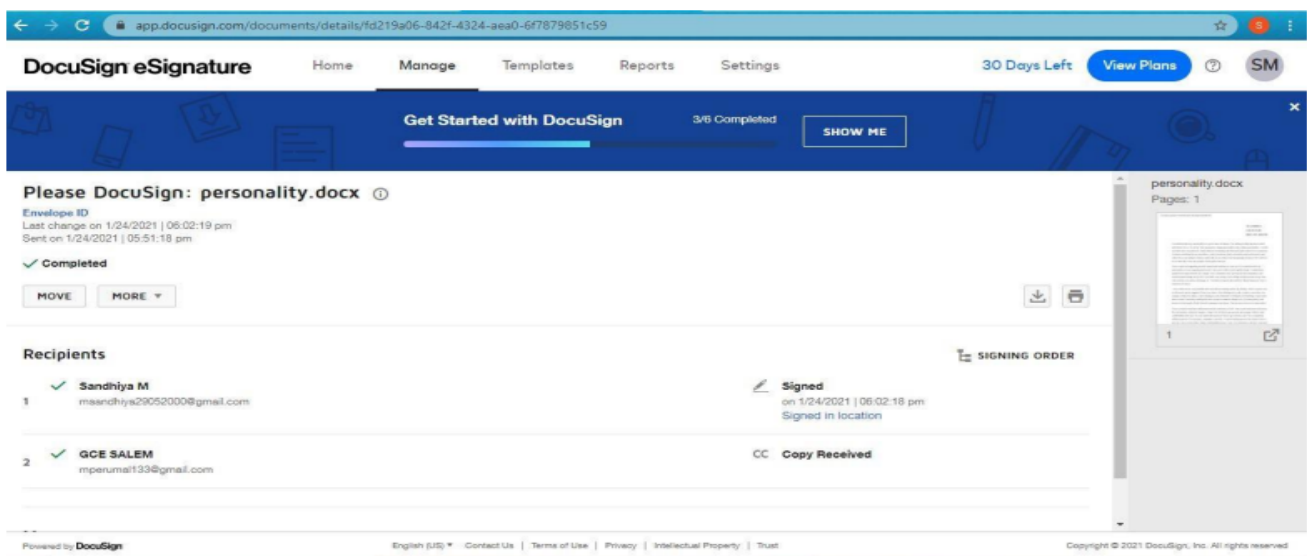 app.docusign.com/documents/details/fd219a06-842f-4324-aea0-6f7879851c59
S
DocuSign eSignature
Home
Manage
Templates
Reports
Settings
30 Days Left
View Plans
SM
Get Started with DocuSign
3/6 Completed
SHOW ME
Please DocuSign: personality.docx
Envelope ID
Last change on 1/24/2021 | 06:02:19 pm
Sent on 1/24/2021 | 05:51:18 pm
Completed
MOVE
MORE
personality.docx
Pages: 1
1
Recipients
SIGNING ORDER
1
Sandhiya M
msandhiya29052000@gmail.com
Signed
on 1/24/2021 | 06:02:18 pm
Signed in location
2
GCE SALEM
mperumal133@gmail.com
CC Copy Received
Powered by DocuSign
English (US) Contact Us | Terms of Use | Privacy | Intellectual Property | Trust
Copyright © 2021 DocuSign, Inc. All rights reserved